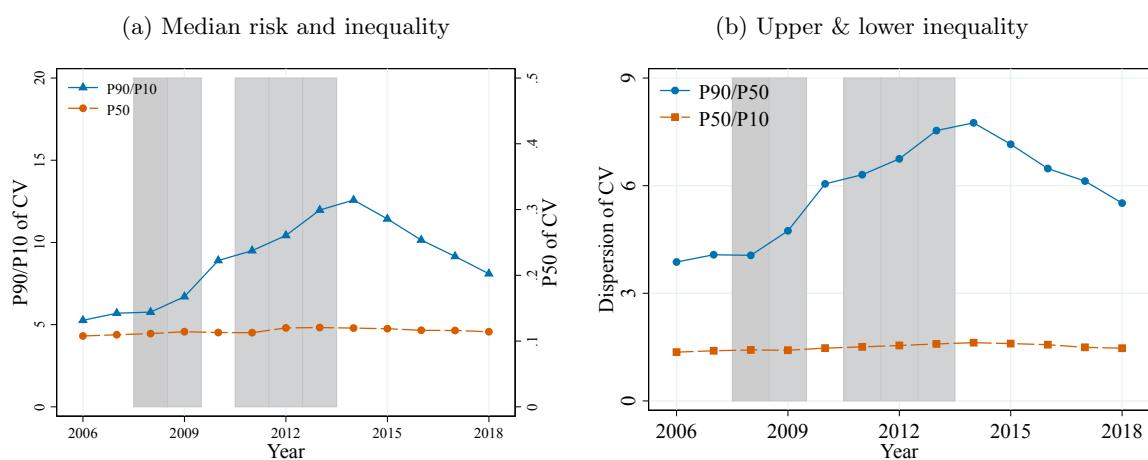 (a) Median risk and inequality
P90/P10
P50
20
15
10
5
0
P90/P10 of CV
.5
.4
.3
.2
.1
0
P50 of CV
2006
2009
2012
2015
2018
Year
(b) Upper & lower inequality
P90/P50
P50/P10
9
6
3
0
Dispersion of CV
2006
2009
2012
2015
2018
Year